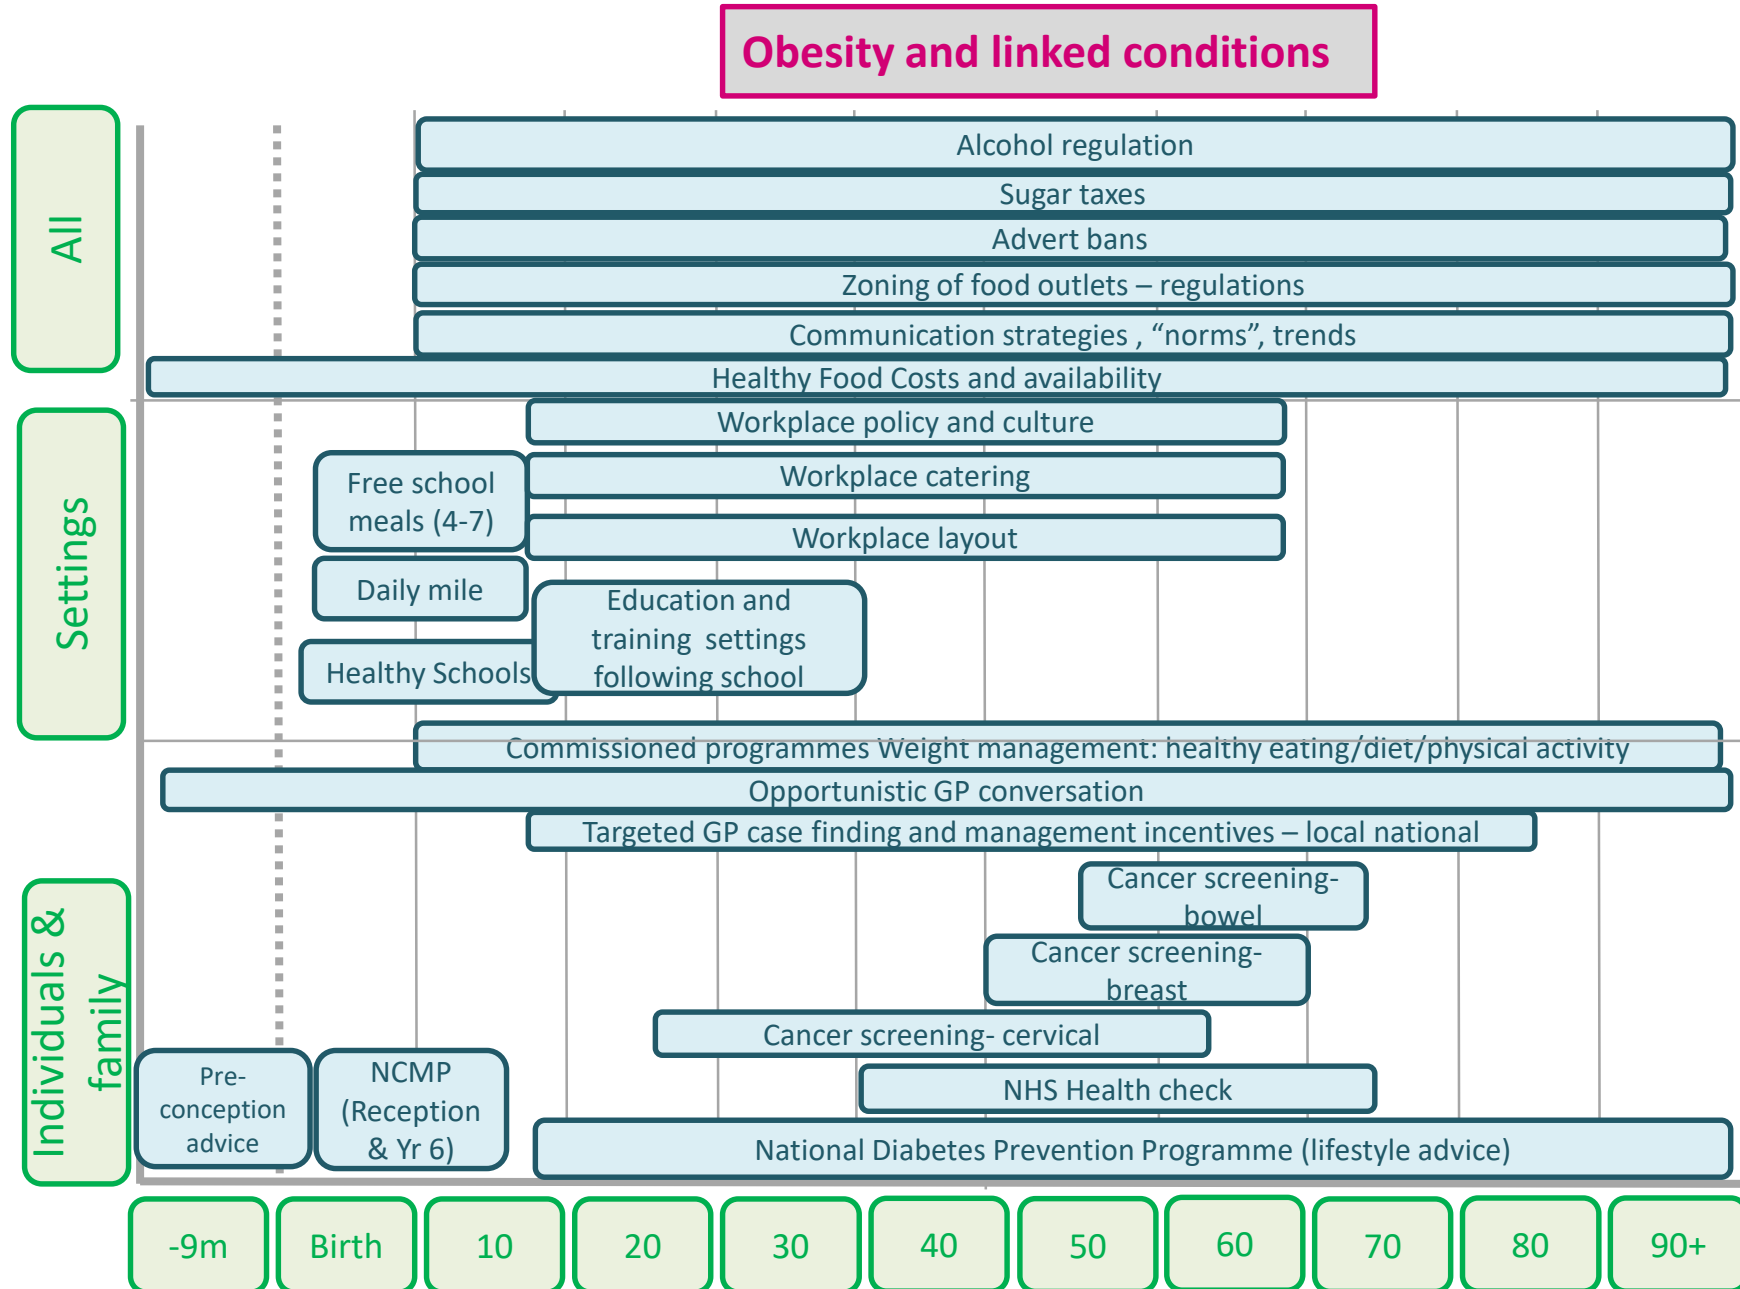 Obesity and linked conditions
All
Alcohol regulation
Sugar taxes
Advert bans
Zoning of food outlets – regulations
Communication strategies , “norms”, trends
Healthy Food Costs and availability
Settings
Workplace policy and culture
Free school
meals (4-7)
Workplace catering
Workplace layout
Daily mile
Education and
training settings
following school
Healthy Schools
Commissioned programmes Weight management: healthy eating/diet/physical activity
Individuals &
family
Opportunistic GP conversation
Targeted GP case finding and management incentives – local national
Cancer screening-
bowel
Cancer screening-
breast
Cancer screening- cervical
Pre-
conception
advice
NCMP
(Reception
& Yr 6)
NHS Health check
National Diabetes Prevention Programme (lifestyle advice)
-9m
Birth
10
20
30
40
50
60
70
80
90+